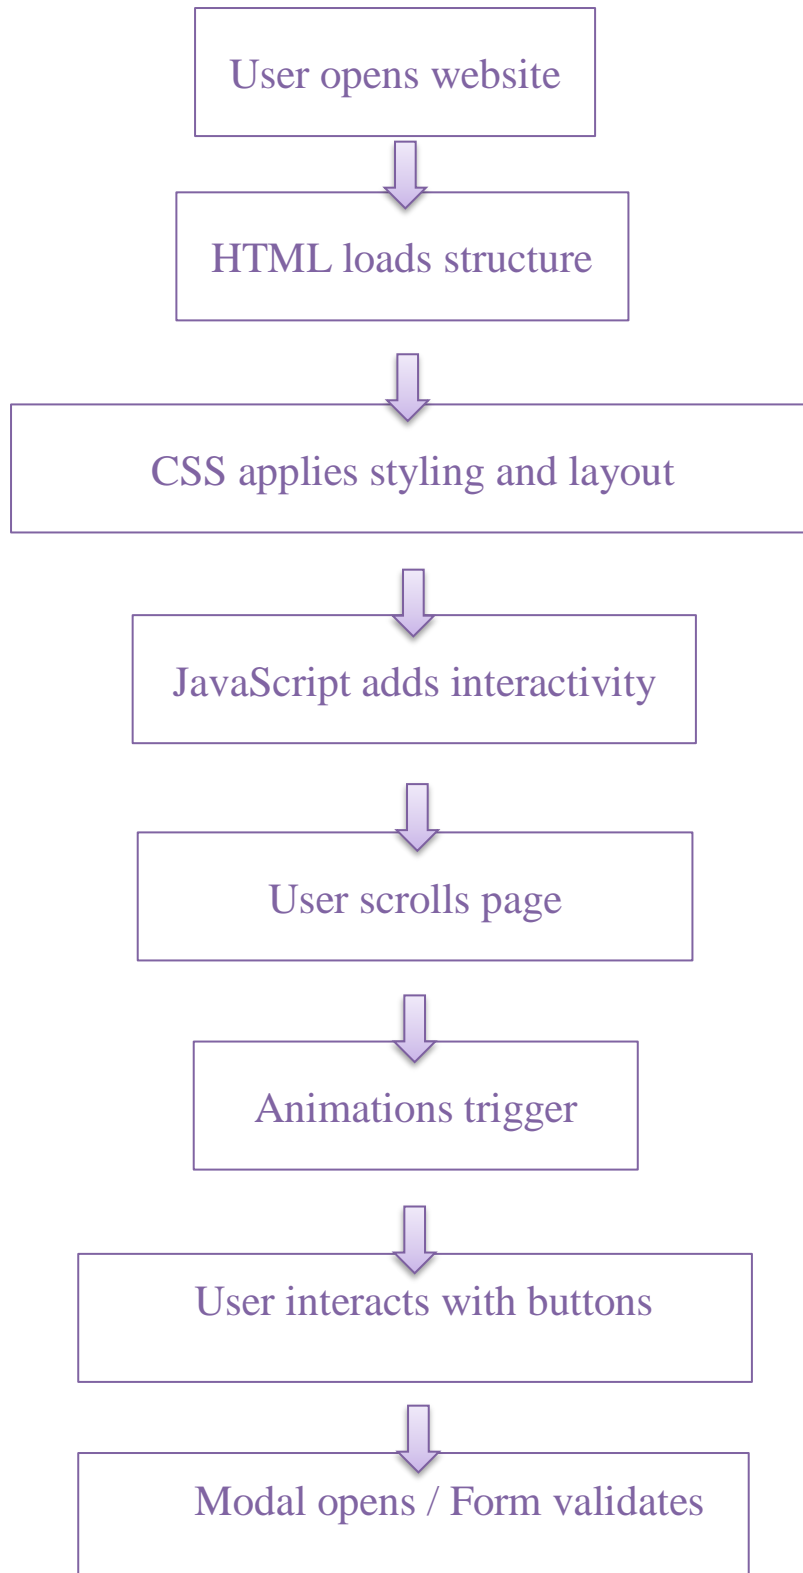 User opens website
HTML loads structure
CSS applies styling and layout
JavaScript adds interactivity
User scrolls page
Animations trigger
User interacts with buttons
Modal opens / Form validates